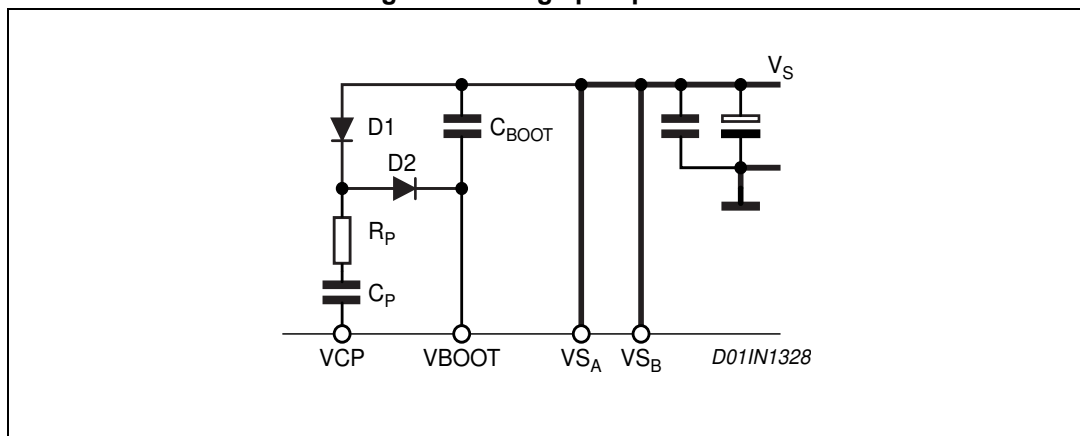 V_S
D1
C_BOOT
D2
R_P
C_P
VCP VBOOT VS_A VS_B D01IN1328